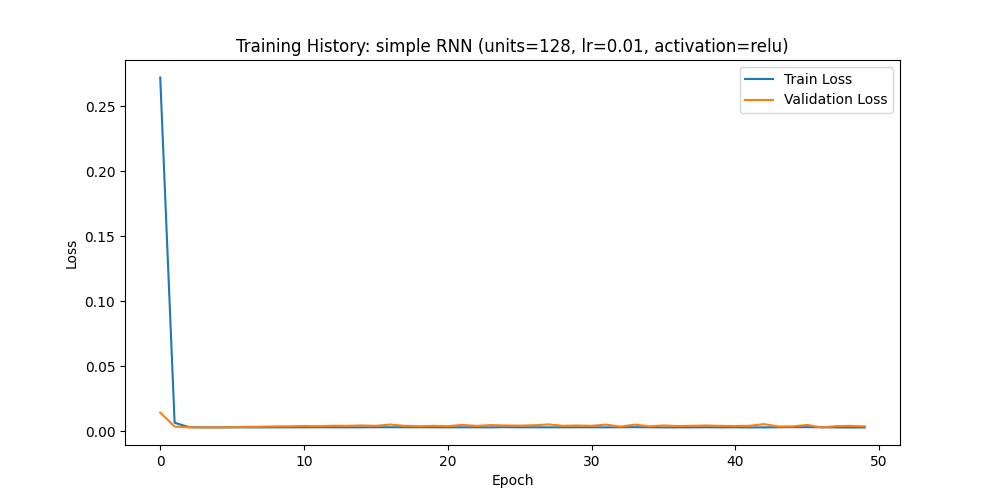 Training History: simple RNN (units=128, lr=0.01, activation=relu)
Train Loss
Validation Loss
0.25
0.20
0.15
0.10
0.05
0.00
Loss
0 10 20 30 40 50
Epoch